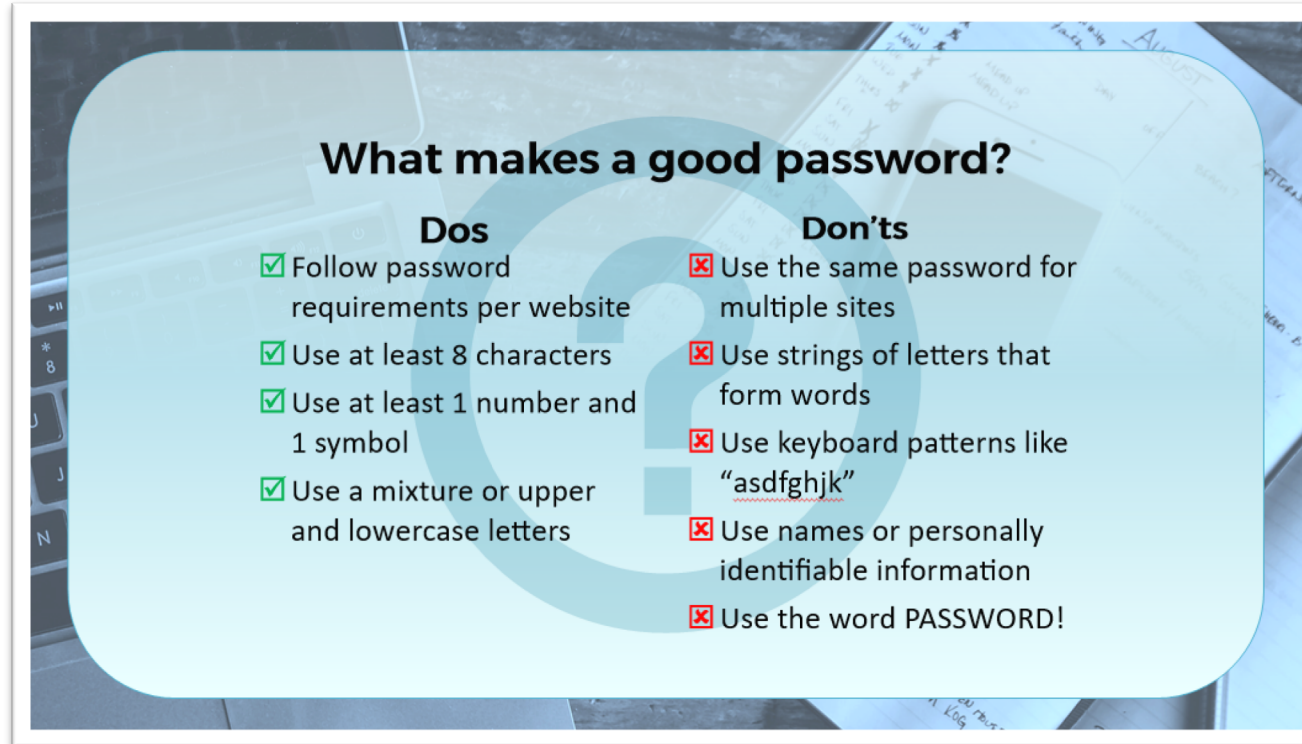 What makes a good password?
Dos
Follow password
requirements per website
Use at least 8 characters
Use at least 1 number and
1 symbol
Use a mixture or upper
and lowercase letters
Don'ts
Use the same password for
multiple sites
Use strings of letters that
form words
Use keyboard patterns like
“asdfghjk”
Use names or personally
identifiable information
Use the word PASSWORD!
AUGUST
*
8
J
N